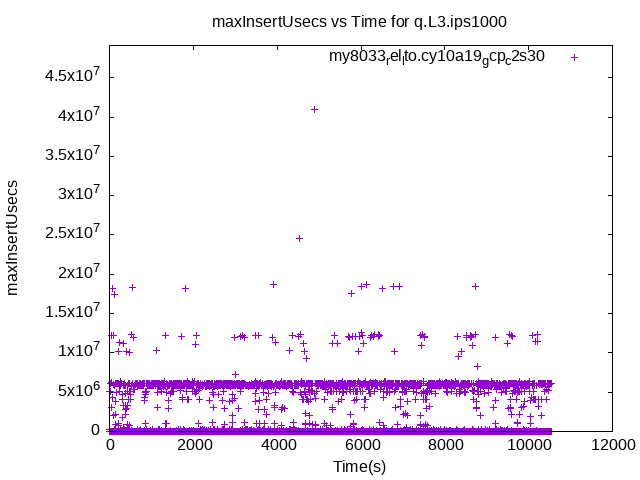 maxInsertUsecs vs Time for q.L3.ips1000
my8033rellto.cy10a19gcpc2s30
4.5x10^7
4x10^7
3.5x10^7
3x10^7
2.5x10^7
2x10^7
1.5x10^7
1x10^7
5x10^6
0
maxInsertUsecs
0 2000 4000 6000 8000 10000 12000
Time(s)